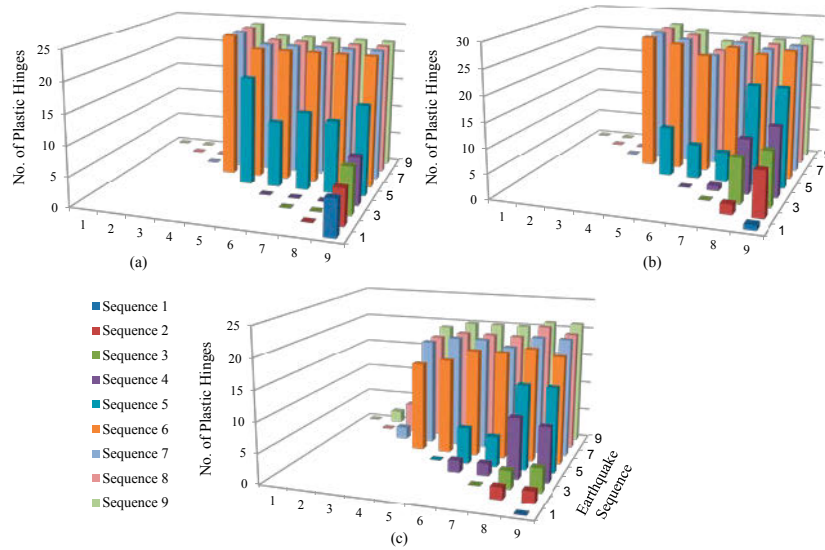 No. of Plastic Hinges
25
20
15
10
5
0
1 2 3 4 5 6 7 8 9
1
3
5
7
9
(a)
No. of Plastic Hinges
30
25
20
15
10
5
0
1 2 3 4 5 6 7 8 9
1
3
5
7
9
(b)
Sequence 1
Sequence 2
Sequence 3
Sequence 4
Sequence 5
Sequence 6
Sequence 7
Sequence 8
Sequence 9
No. of Plastic Hinges
25
20
15
10
5
0
1 2 3 4 5 6 7 8 9
1
3
5
7
9
Earthquake
Sequence
(c)